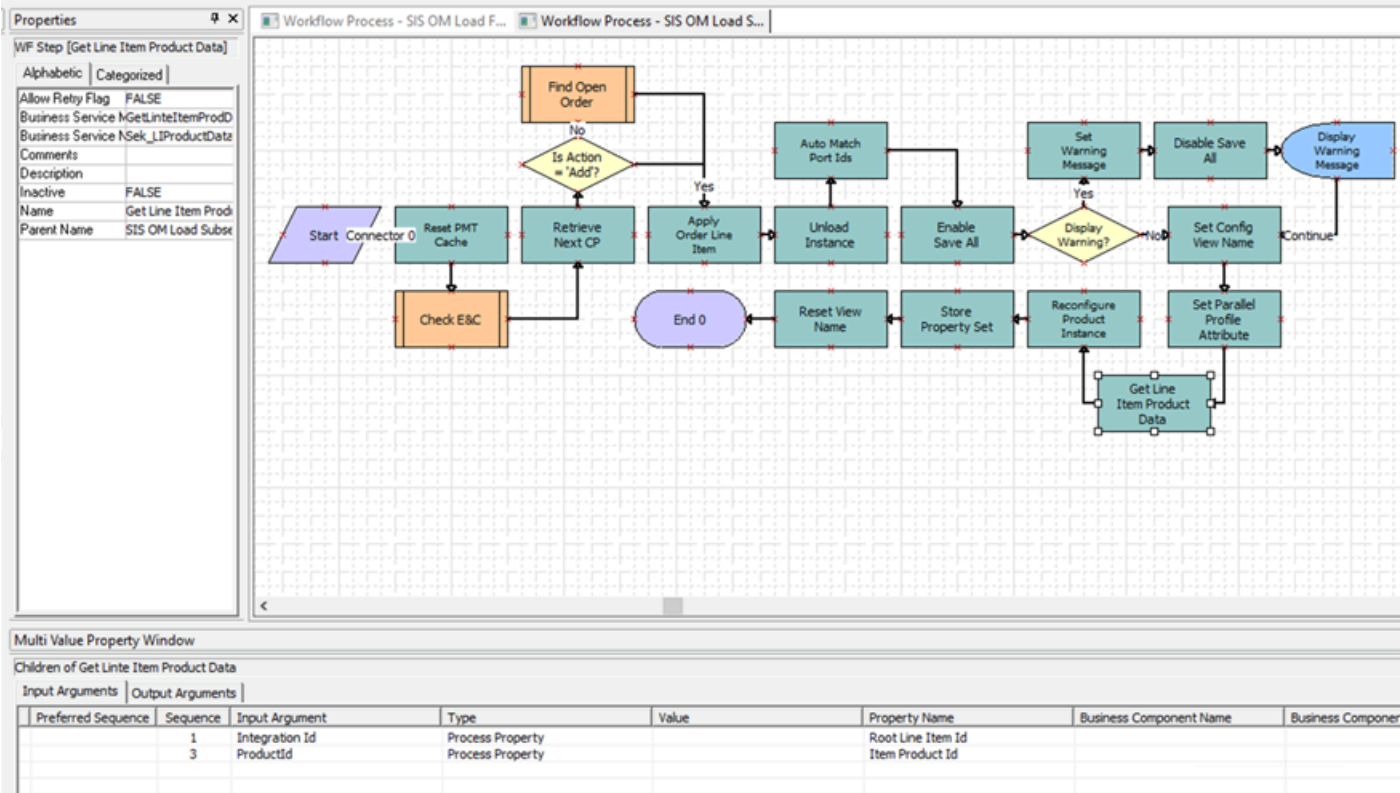 Properties
WF Step [Get Line Item Product Data]
Alphabetic
Categorized
Allow Retry Flag FALSE
Business Service M GetLinteItemProdD
Business Service N Sek_LIProductData
Comments
Description
Inactive FALSE
Name Get Line Item Prod
Parent Name SIS OM Load Subse
Workflow Process - SIS OM Load F...
Workflow Process - SIS OM Load S...
Find Open
Order
No
Is Action
= 'Add'?
Yes
Auto Match
Port Ids
Set
Warning
Message
Disable Save
All
Display
Warning
Message
Yes
Start
Connector 0
Reset PMT
Cache
Retrieve
Next CP
Apply
Order Line
Item
Unload
Instance
Enable
Save All
Display
Warning?
No
Set Config
View Name
Continue
Check E&C
End 0
Reset View
Name
Store
Property Set
Reconfigure
Product
Instance
Set Parallel
Profile
Attribute
Get Line
Item Product
Data
Multi Value Property Window
Children of Get Linte Item Product Data
Input Arguments
Output Arguments
Preferred Sequence Sequence Input Argument Type Value Property Name Business Component Name Business Componer
1 Integration Id Process Property Root Line Item Id
3 ProductId Process Property Item Product Id